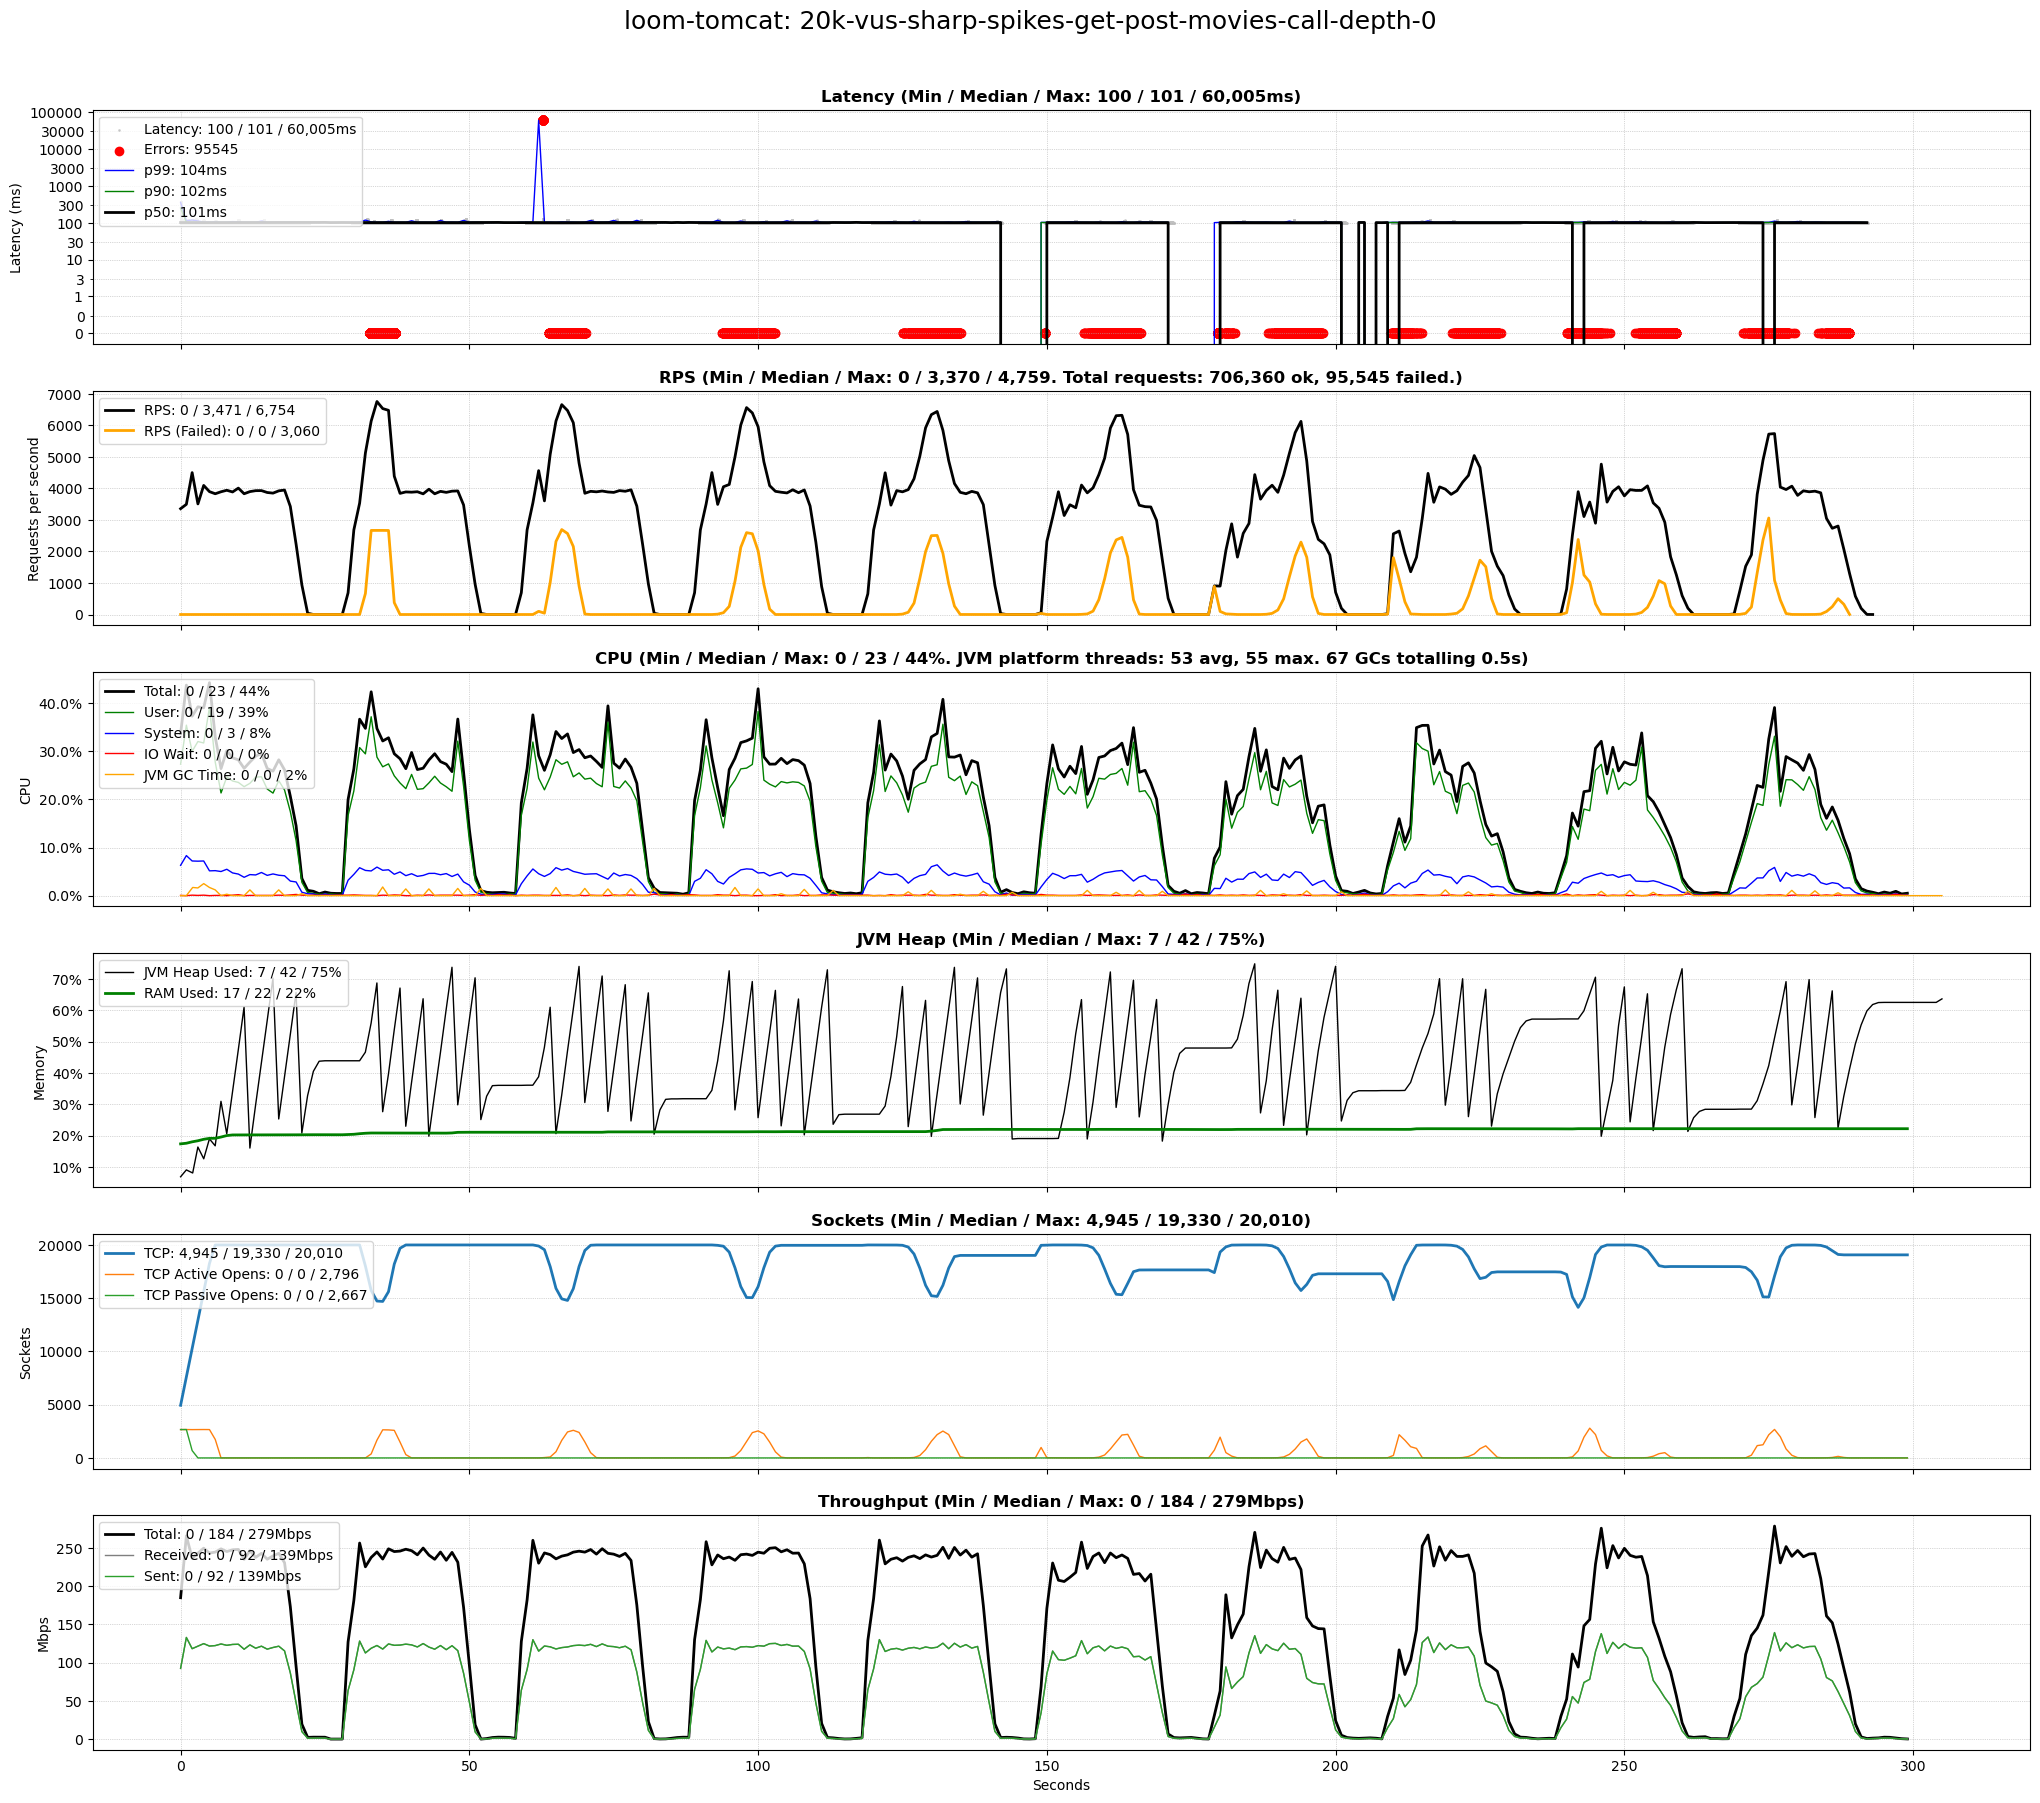 loom-tomcat: 20k-vus-sharp-spikes-get-post-movies-call-depth-0
Latency (Min / Median / Max: 100 / 101 / 60,005ms)
Latency (ms)
100000
30000
10000
3000
1000
300
100
30
10
3
1
0
0
Latency: 100 / 101 / 60,005ms
Errors: 95545
p99: 104ms
p90: 102ms
p50: 101ms
RPS (Min / Median / Max: 0 / 3,370 / 4,759. Total requests: 706,360 ok, 95,545 failed.)
Requests per second
7000
6000
5000
4000
3000
2000
1000
0
RPS: 0 / 3,471 / 6,754
RPS (Failed): 0 / 0 / 3,060
CPU (Min / Median / Max: 0 / 23 / 44%. JVM platform threads: 53 avg, 55 max. 67 GCs totalling 0.5s)
CPU
40.0%
30.0%
20.0%
10.0%
0.0%
Total: 0 / 23 / 44%
User: 0 / 19 / 39%
System: 0 / 3 / 8%
IO Wait: 0 / 0 / 0%
JVM GC Time: 0 / 0 / 2%
JVM Heap (Min / Median / Max: 7 / 42 / 75%)
Memory
70%
60%
50%
40%
30%
20%
10%
JVM Heap Used: 7 / 42 / 75%
RAM Used: 17 / 22 / 22%
Sockets (Min / Median / Max: 4,945 / 19,330 / 20,010)
Sockets
20000
15000
10000
5000
0
TCP: 4,945 / 19,330 / 20,010
TCP Active Opens: 0 / 0 / 2,796
TCP Passive Opens: 0 / 0 / 2,667
Throughput (Min / Median / Max: 0 / 184 / 279Mbps)
Mbps
250
200
150
100
50
0
Total: 0 / 184 / 279Mbps
Received: 0 / 92 / 139Mbps
Sent: 0 / 92 / 139Mbps
0 50 100 150 200 250 300
Seconds